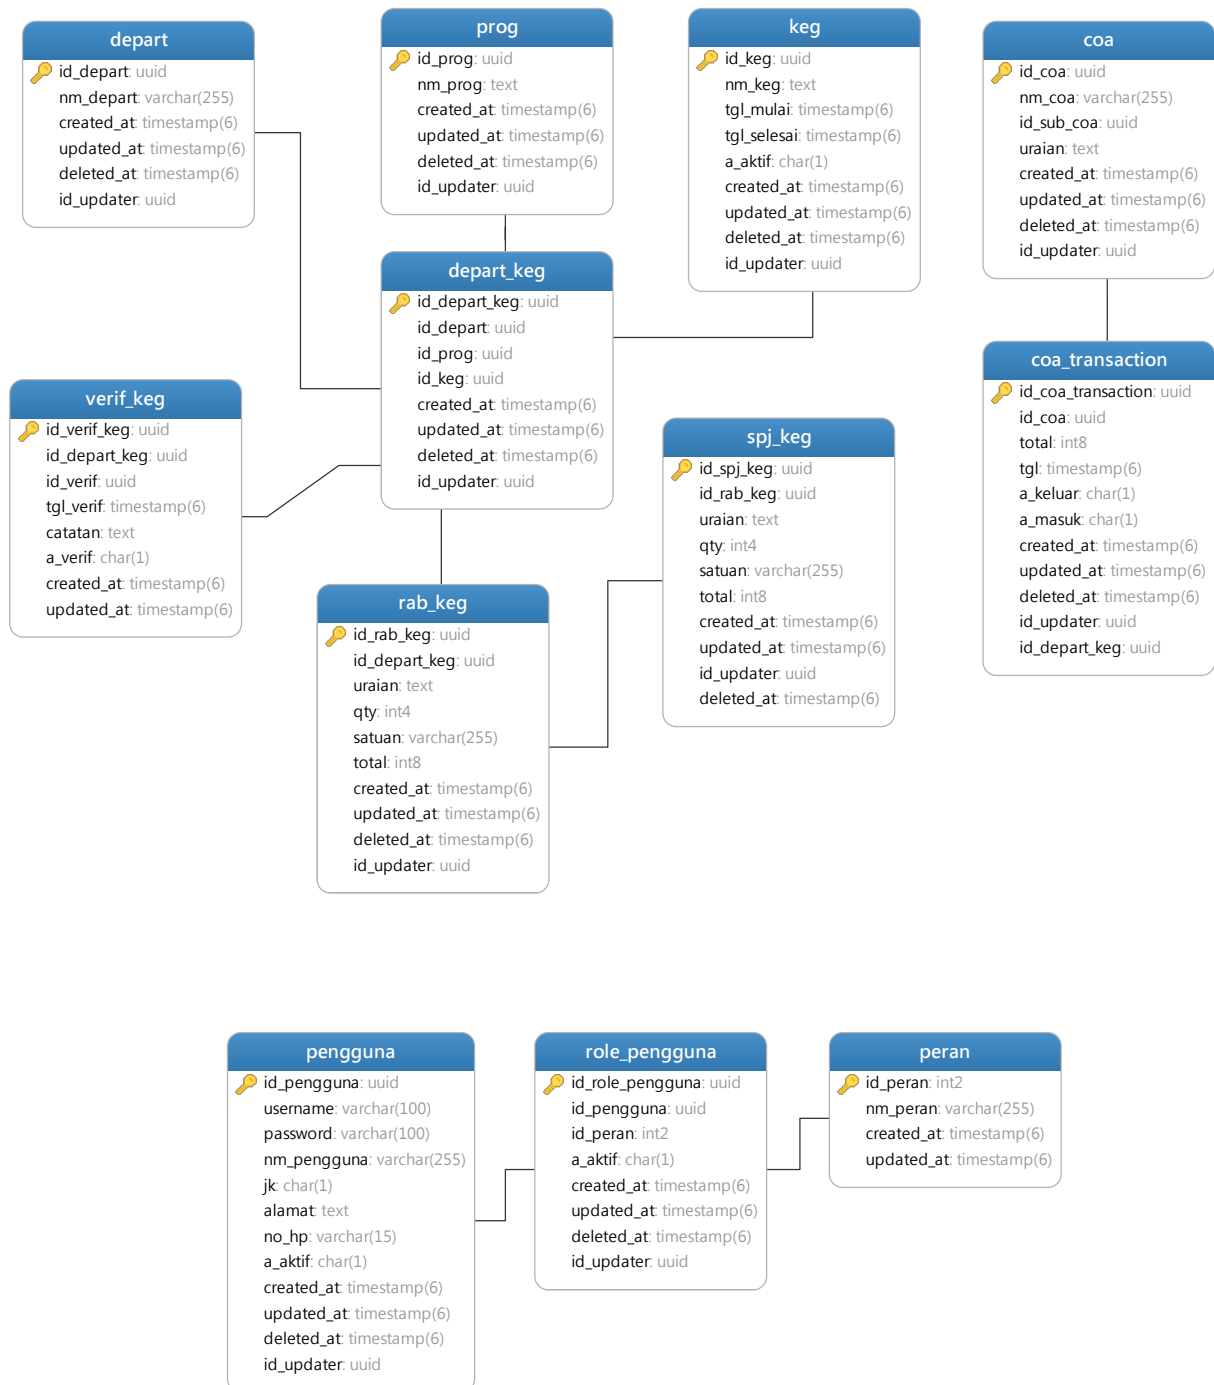 depart
id_depart: uuid
nm_depart: varchar(255)
created_at: timestamp(6)
updated_at: timestamp(6)
deleted_at: timestamp(6)
id_updater: uuid
prog
id_prog: uuid
nm_prog: text
created_at: timestamp(6)
updated_at: timestamp(6)
deleted_at: timestamp(6)
id_updater: uuid
keg
id_keg: uuid
nm_keg: text
tgl_mulai: timestamp(6)
tgl_selesai: timestamp(6)
a_aktif: char(1)
created_at: timestamp(6)
updated_at: timestamp(6)
deleted_at: timestamp(6)
id_updater: uuid
coa
id_coa: uuid
nm_coa: varchar(255)
id_sub_coa: uuid
uraian: text
created_at: timestamp(6)
updated_at: timestamp(6)
deleted_at: timestamp(6)
id_updater: uuid
depart_keg
id_depart_keg: uuid
id_depart: uuid
id_prog: uuid
id_keg: uuid
created_at: timestamp(6)
updated_at: timestamp(6)
deleted_at: timestamp(6)
id_updater: uuid
coa_transaction
id_coa_transaction: uuid
id_coa: uuid
total: int8
tgl: timestamp(6)
a_keluar: char(1)
a_masuk: char(1)
created_at: timestamp(6)
updated_at: timestamp(6)
deleted_at: timestamp(6)
id_updater: uuid
id_depart_keg: uuid
verif_keg
id_verif_keg: uuid
id_depart_keg: uuid
id_verif: uuid
tgl_verif: timestamp(6)
catatan: text
a_verif: char(1)
created_at: timestamp(6)
updated_at: timestamp(6)
spj_keg
id_spj_keg: uuid
id_rab_keg: uuid
uraian: text
qty: int4
satuan: varchar(255)
total: int8
created_at: timestamp(6)
updated_at: timestamp(6)
id_updater: uuid
deleted_at: timestamp(6)
rab_keg
id_rab_keg: uuid
id_depart_keg: uuid
uraian: text
qty: int4
satuan: varchar(255)
total: int8
created_at: timestamp(6)
updated_at: timestamp(6)
deleted_at: timestamp(6)
id_updater: uuid
pengguna
id_pengguna: uuid
username: varchar(100)
password: varchar(100)
nm_pengguna: varchar(255)
jk: char(1)
alamat: text
no_hp: varchar(15)
a_aktif: char(1)
created_at: timestamp(6)
updated_at: timestamp(6)
deleted_at: timestamp(6)
id_updater: uuid
role_pengguna
id_role_pengguna: uuid
id_pengguna: uuid
id_peran: int2
a_aktif: char(1)
created_at: timestamp(6)
updated_at: timestamp(6)
deleted_at: timestamp(6)
id_updater: uuid
peran
id_peran: int2
nm_peran: varchar(255)
created_at: timestamp(6)
updated_at: timestamp(6)